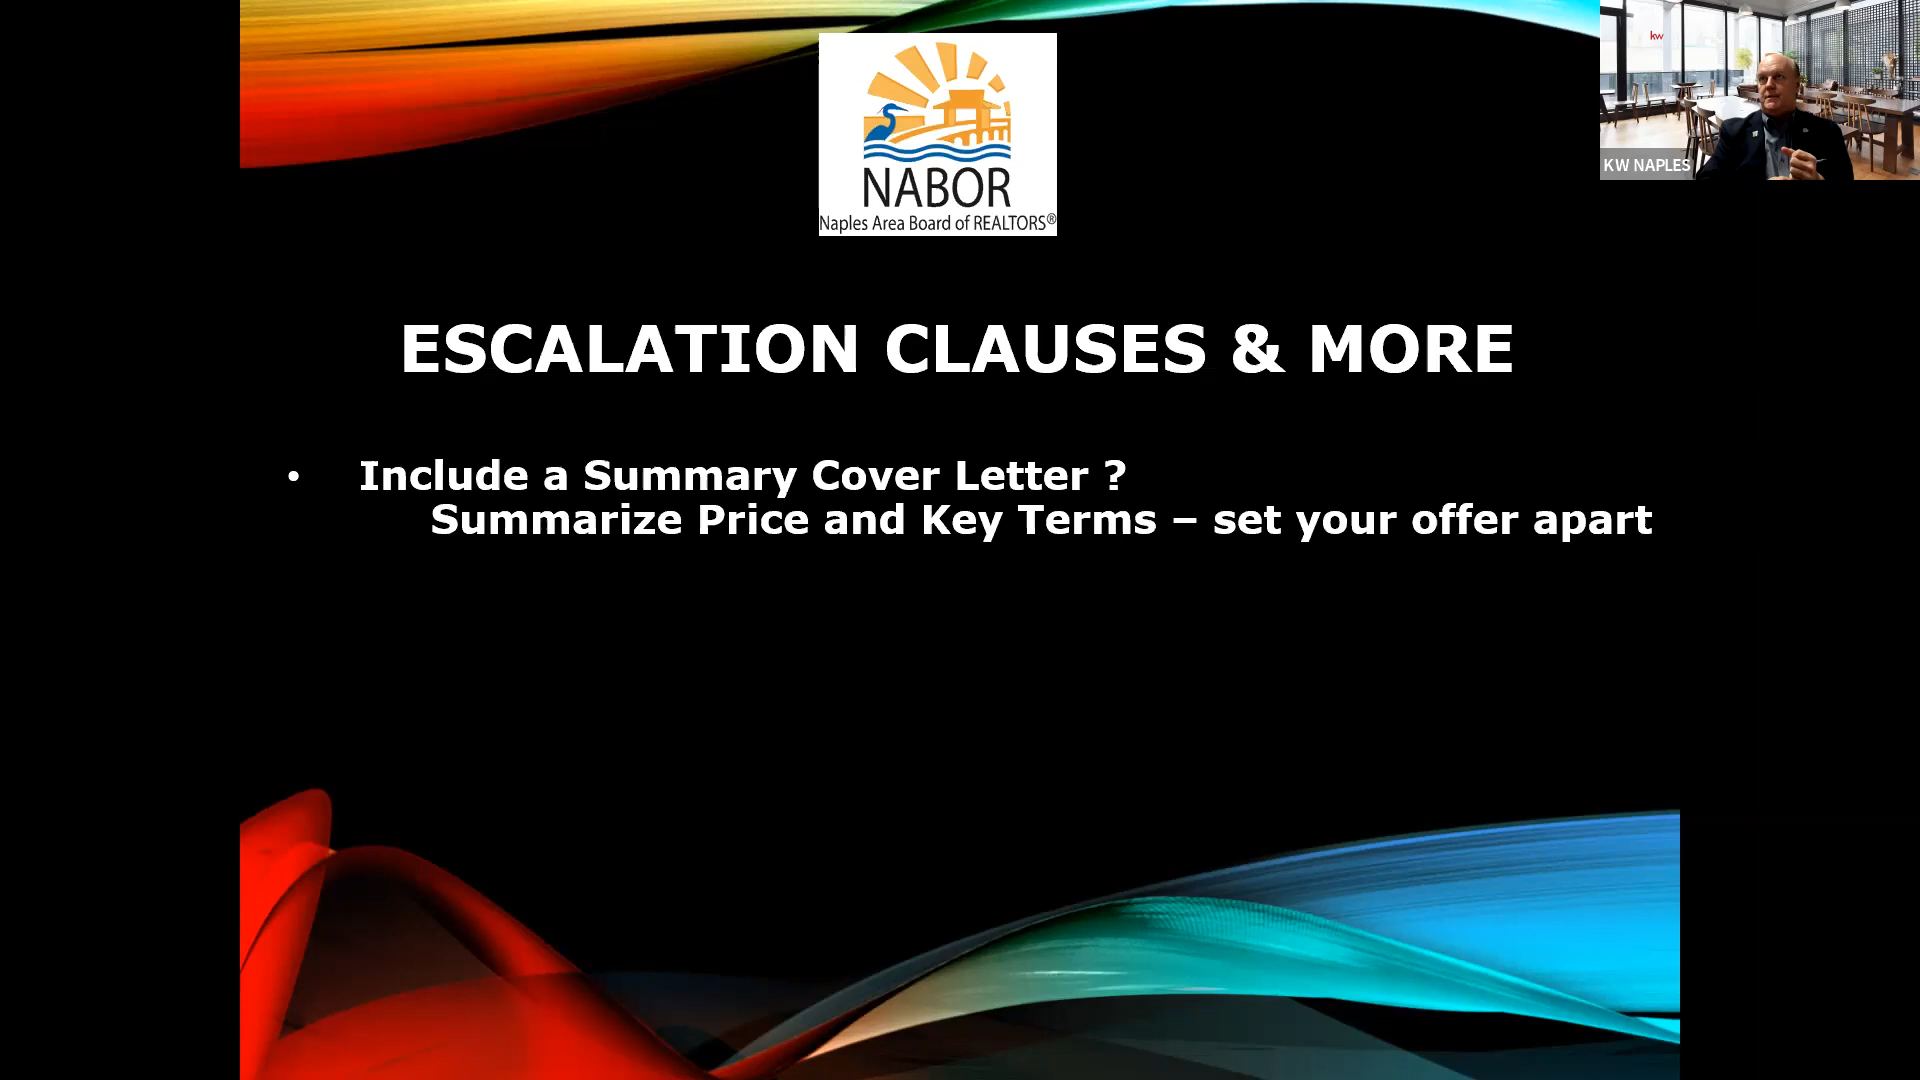 kw
KW NAPLES
NABOR
Naples Area Board of REALTORS®
ESCALATION CLAUSES & MORE
• Include a Summary Cover Letter ?
Summarize Price and Key Terms – set your offer apart